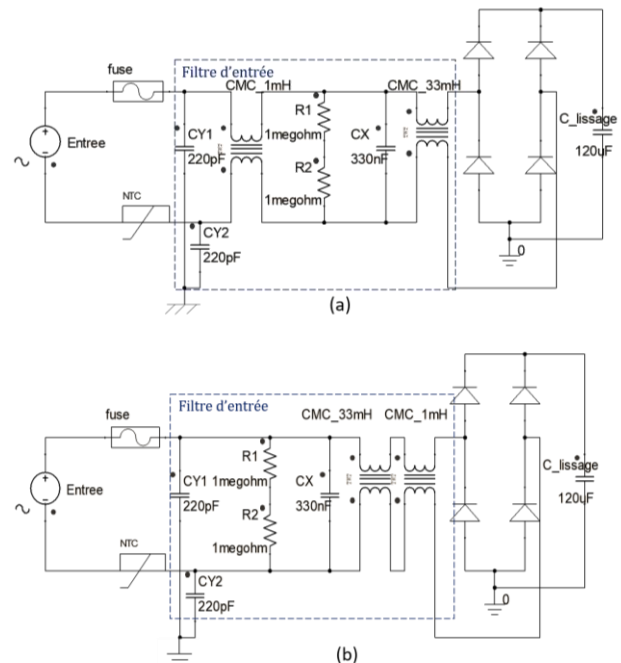 fuse
Filtre d'entrée
CMC_1mH
CMC_33mH
R1
C_lissage
CY1
1megohm
CX
120uF
Entree
220pF
R2
330nF
1megohm
NTC
CY2
220pF
0
(a)
Filtre d'entrée
CMC_33mH
CMC_1mH
fuse
R1
C_lissage
CY1
1megohm
CX
120uF
Entree
220pF
R2
330nF
1megohm
NTC
CY2
220pF
0
(b)